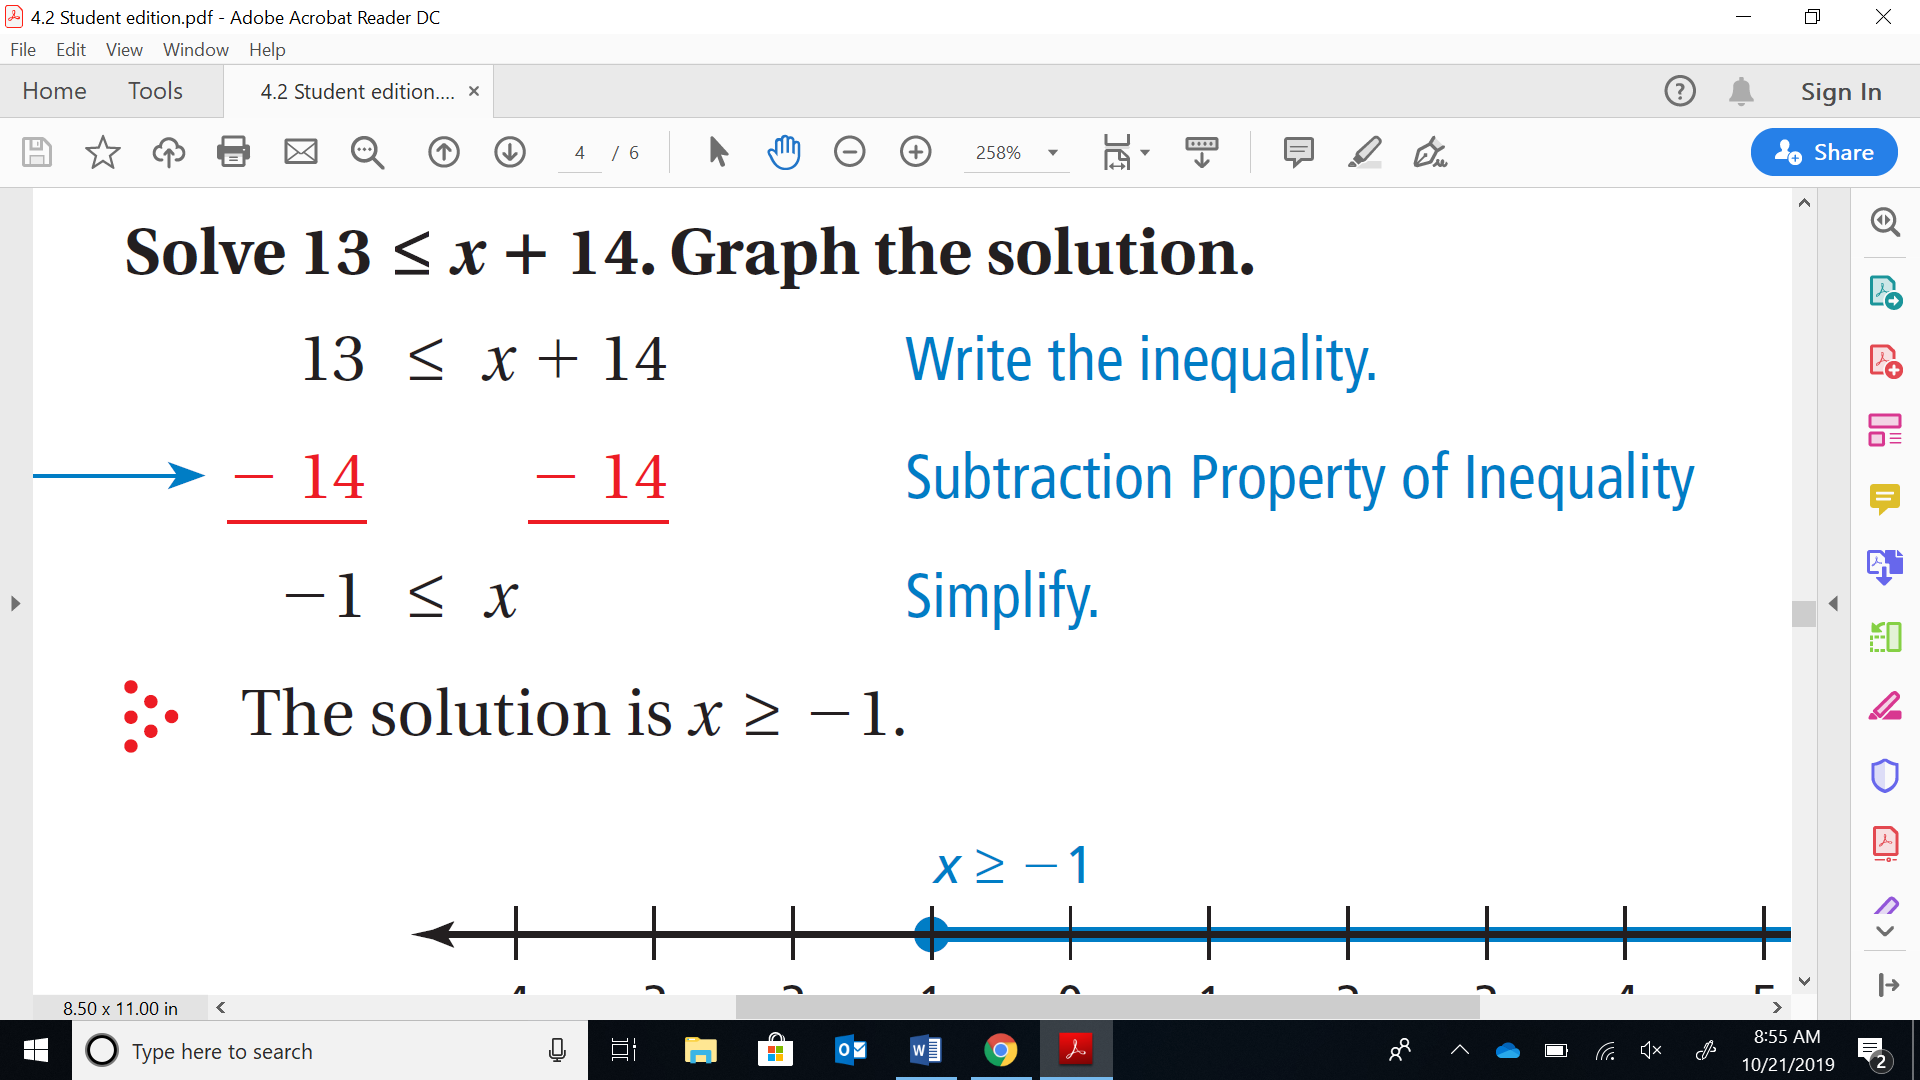 4.2 Student edition.pdf - Adobe Acrobat Reader DC
File Edit View Window Help
Home Tools 4.2 Student edition.... × Sign In
4 / 6 258% Share
Solve 13 ≤ x + 14. Graph the solution.
13 ≤ x + 14 Write the inequality.
− 14 − 14 Subtraction Property of Inequality
−1 ≤ x Simplify.
The solution is x ≥ −1.
x ≥ −1
8.50 x 11.00 in
Type here to search
8:55 AM
10/21/2019
2